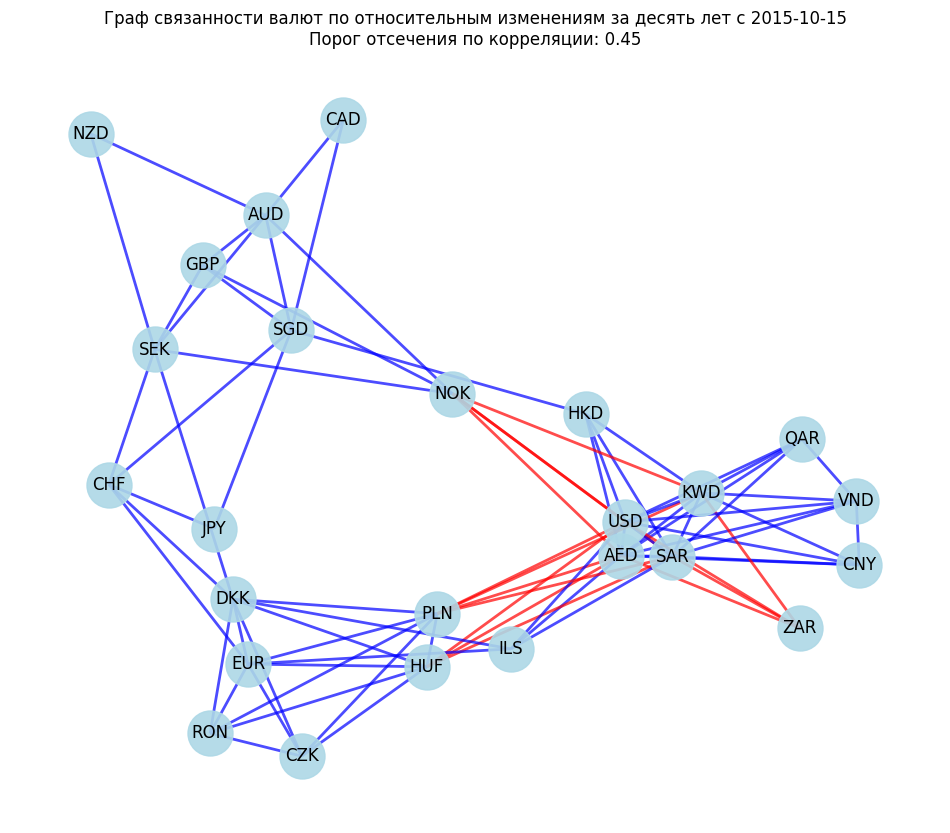 Граф связанности валют по относительным изменениям за десять лет с 2015-10-15
Порог отсечения по корреляции: 0.45
CAD
NZD
AUD
GBP
SGD
SEK
NOK
HKD
QAR
CHF
KWD
VND
USD
JPY
AED
SAR
CNY
DKK
PLN
ZAR
ILS
EUR
HUF
RON
CZK